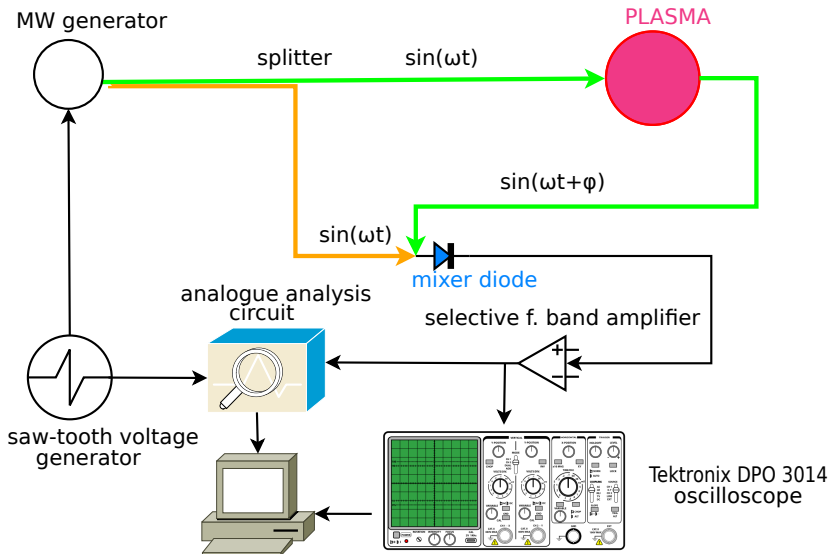 MW generator
PLASMA
splitter
sin(ωt)
sin(ωt+φ)
sin(ωt)
mixer diode
analogue analysis
circuit
selective f. band amplifier
saw-tooth voltage
generator
Tektronix DPO 3014
oscilloscope